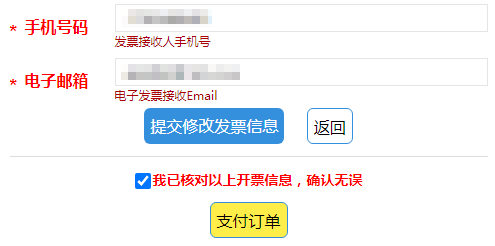 * 手机号码
发票接收人手机号
* 电子邮箱
电子发票接收Email
提交修改发票信息 返回
我已核对以上开票信息，确认无误
支付订单